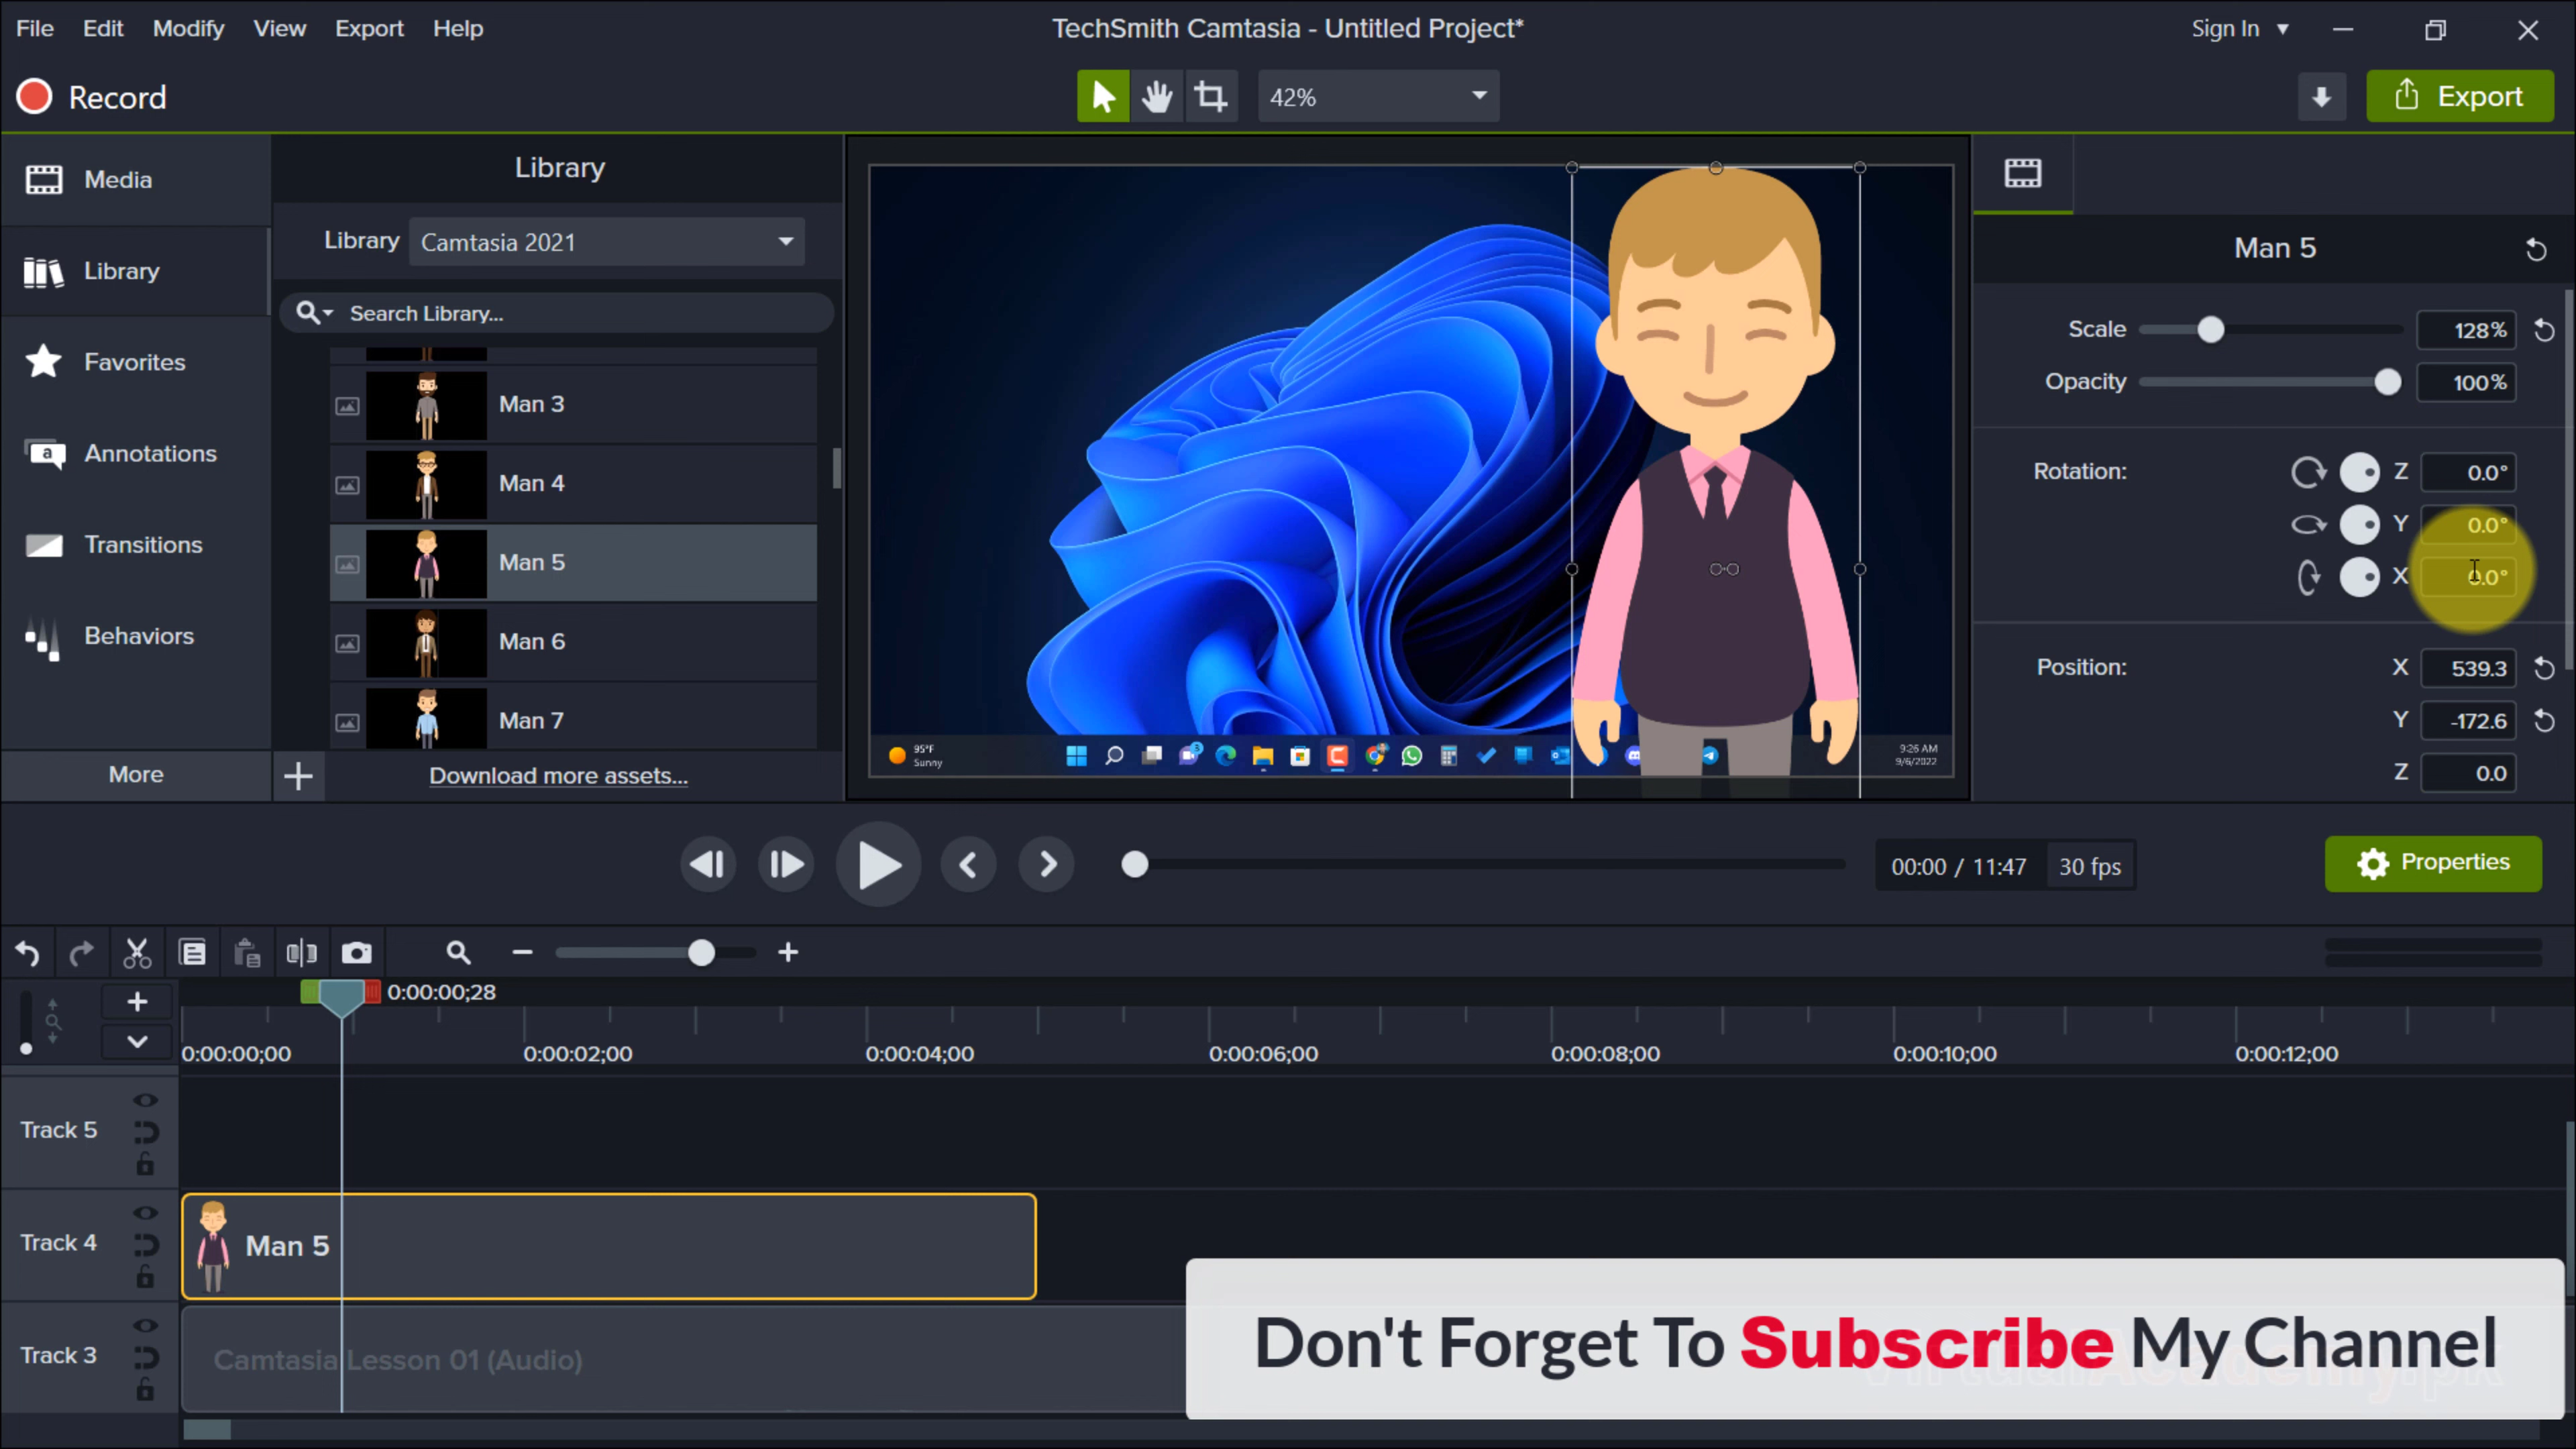 File Edit Modify View Export Help
TechSmith Camtasia - Untitled Project*
Sign In
Record
42%
Export
Media
Library
Favorites
a Annotations
Transitions
Behaviors
More
Library
Library Camtasia 2021
Search Library...
Man 3
Man 4
Man 5
Man 6
Man 7
Download more assets...
95°F
Sunny
9:26 AM
9/6/2022
Man 5
Scale 128%
Opacity 100%
Rotation: Z 0.0°
Y 0.0°
X 0.0°
Position: X 539.3
Y -172.6
Z 0.0
00:00 / 11:47 30 fps
Properties
0:00:00;28
0:00:00;00 0:00:02;00 0:00:04;00 0:00:06;00 0:00:08;00 0:00:10;00 0:00:12;00
Track 5
Track 4
Man 5
Track 3
Camtasia Lesson 01 (Audio)
Don't Forget To Subscribe My Channel